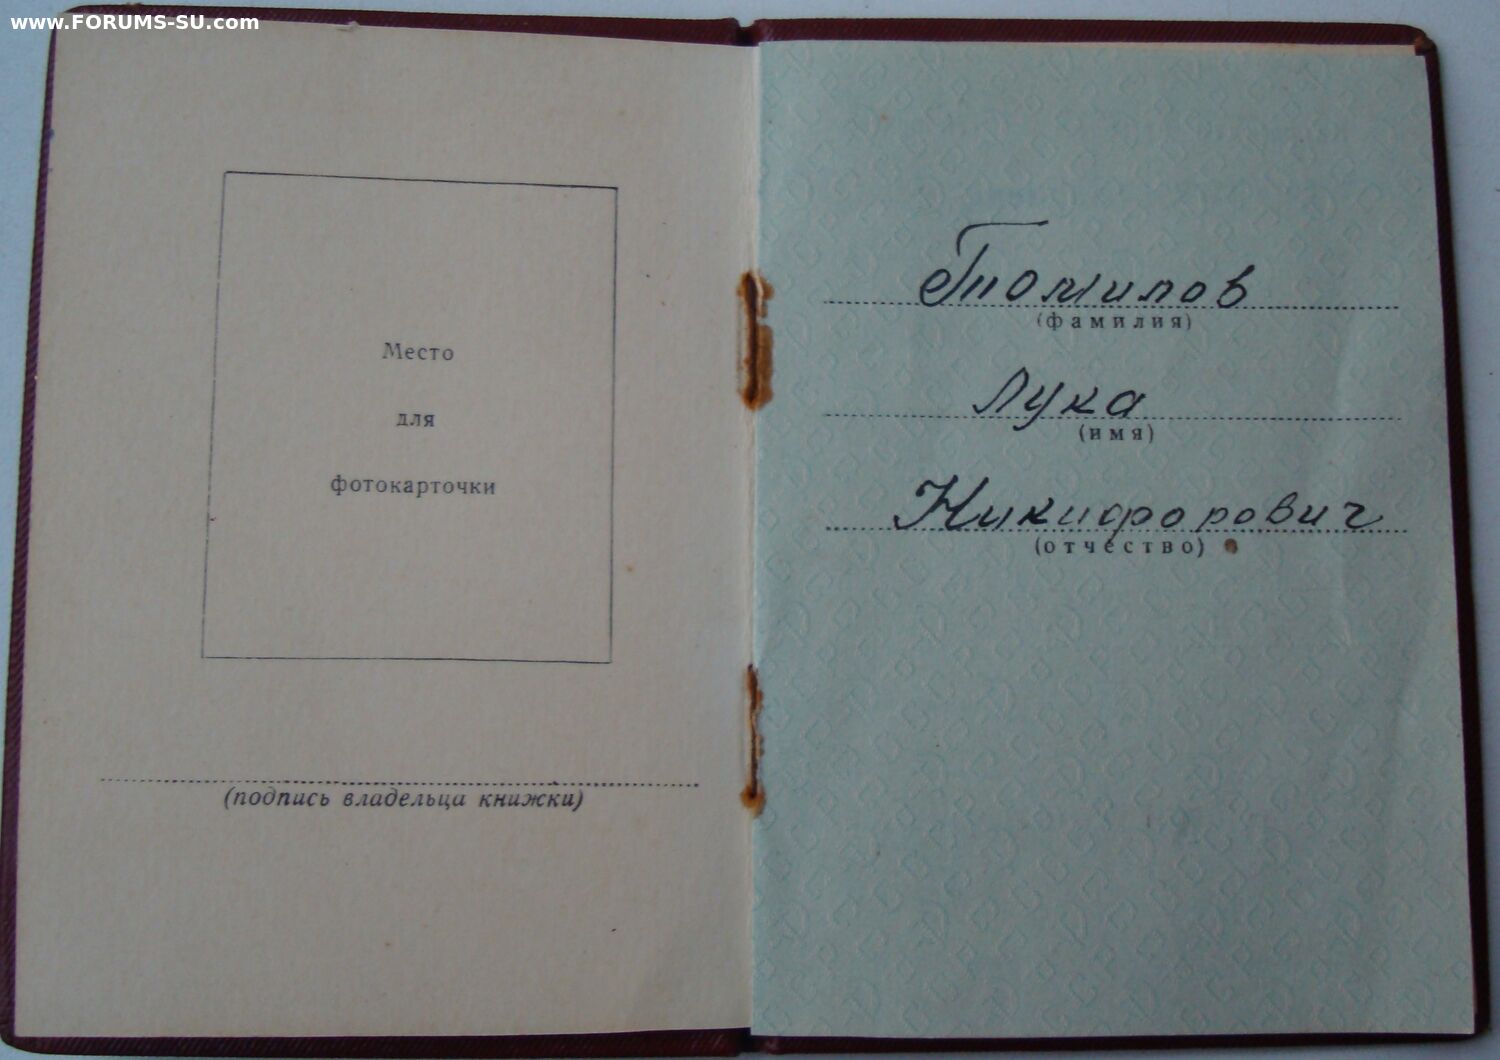 www.FORUMS-SU.com
Место
для
фотокарточки
(подпись владельца книжки)
Томилов
(фамилия)
Лука
(имя)
Никифорович
(отчество)